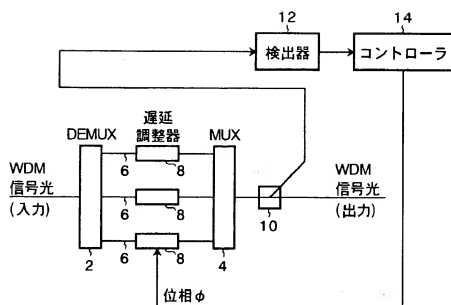 12
14
検出器
コントローラ
遅延
調整器
DEMUX
MUX
WDM
信号光
(入力)
6
8
6
8
6
8
2
4
10
WDM
信号光
(出力)
位相φ